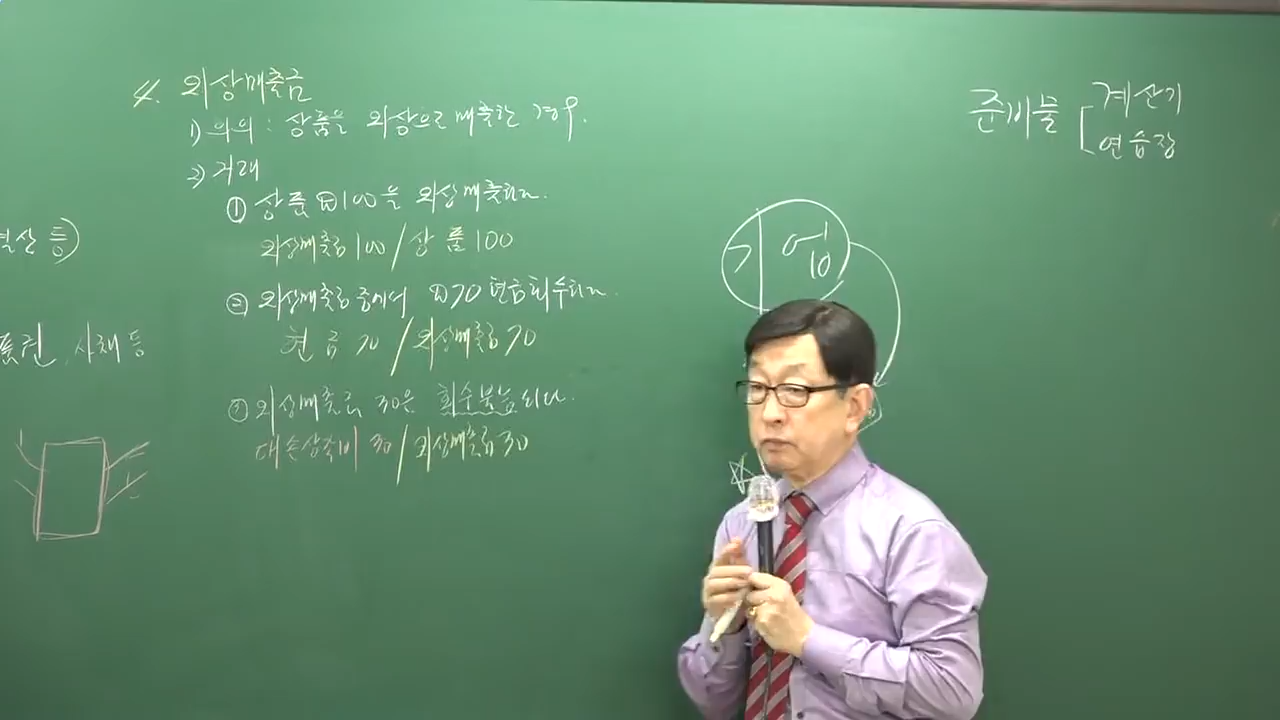 결산 등)
사채 등
4. 외상매출금
1) 의의 : 상품을 외상으로 매출한 경우.
2) 거래
① 상품 ₩100을 외상매출하다.
외상매출금 100 / 상품 100
② 외상매출금 중에서 ₩70 현금회수하다.
현금 70 / 외상매출금 70
③ 외상매출금 30은 회수불능되다.
대손상각비 30 / 외상매출금 30
10
준비물 [ 계산기
연습장